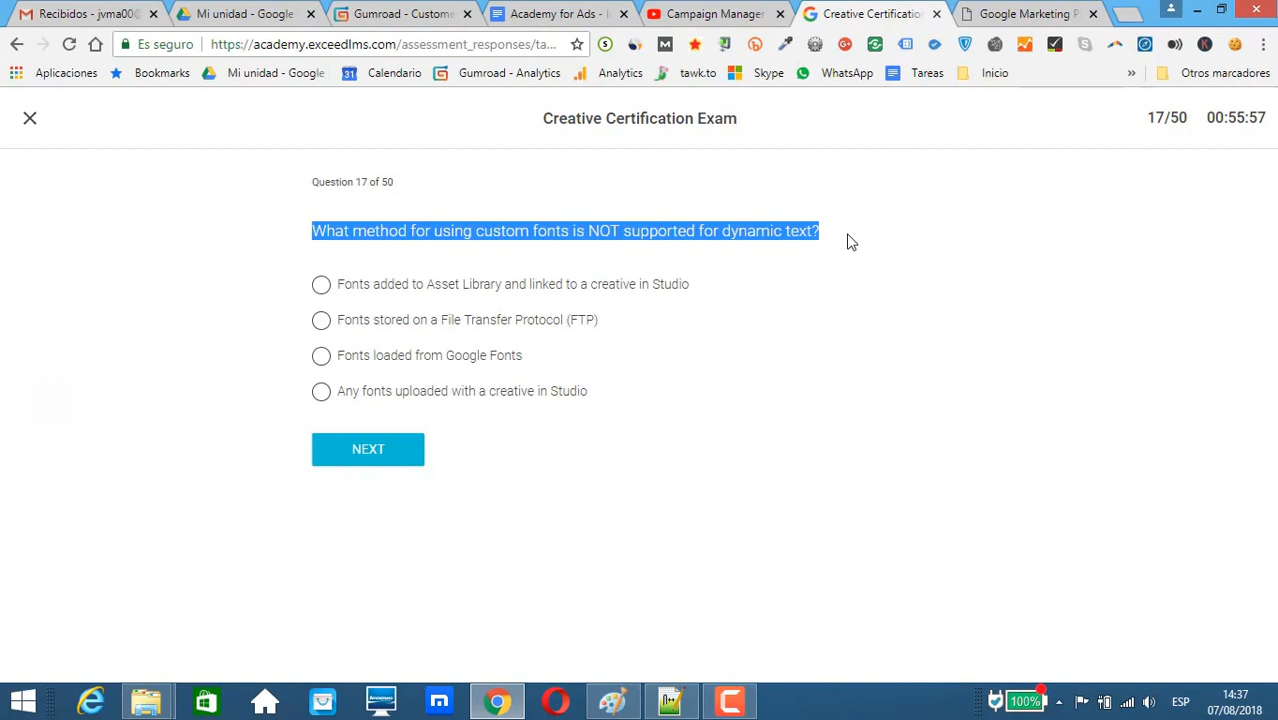 Recibidos - jvma00@
Mi unidad - Google
Gumroad - Custome
Academy for Ads - I
Campaign Manager
Creative Certification
Google Marketing P
Es seguro
https://academy.exceedlms.com/assessment_responses/ta...
Aplicaciones
Bookmark
Mi unidad - Google
Calendario
Gumroad - Analytics
Analytics
tawk.to
Skype
WhatsApp
Tareas
Inicio
»
Otros marcadores
Creative Certification Exam
17/50
00:55:57
Question 17 of 50
What method for using custom fonts is NOT supported for dynamic text?
Fonts added to Asset Library and linked to a creative in Studio
Fonts stored on a File Transfer Protocol (FTP)
Fonts loaded from Google Fonts
Any fonts uploaded with a creative in Studio
NEXT
100%
ESP
14:37
07/08/2018